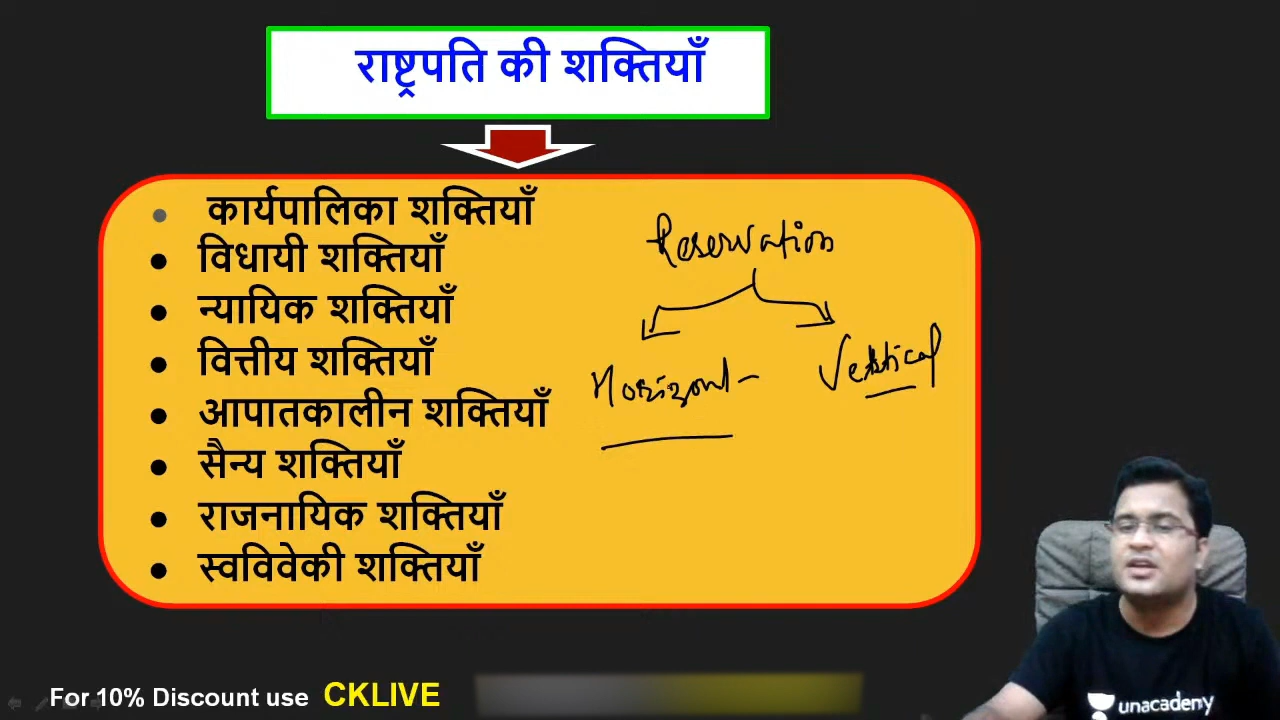 राष्ट्रपति की शक्तियाँ
• कार्यपालिका शक्तियाँ
• विधायी शक्तियाँ
• न्यायिक शक्तियाँ
• वित्तीय शक्तियाँ
• आपातकालीन शक्तियाँ
• सैन्य शक्तियाँ
• राजनायिक शक्तियाँ
• स्वविवेकी शक्तियाँ
Reservation
Horizont- Vertical
For 10% Discount use CKLIVE
unacademy